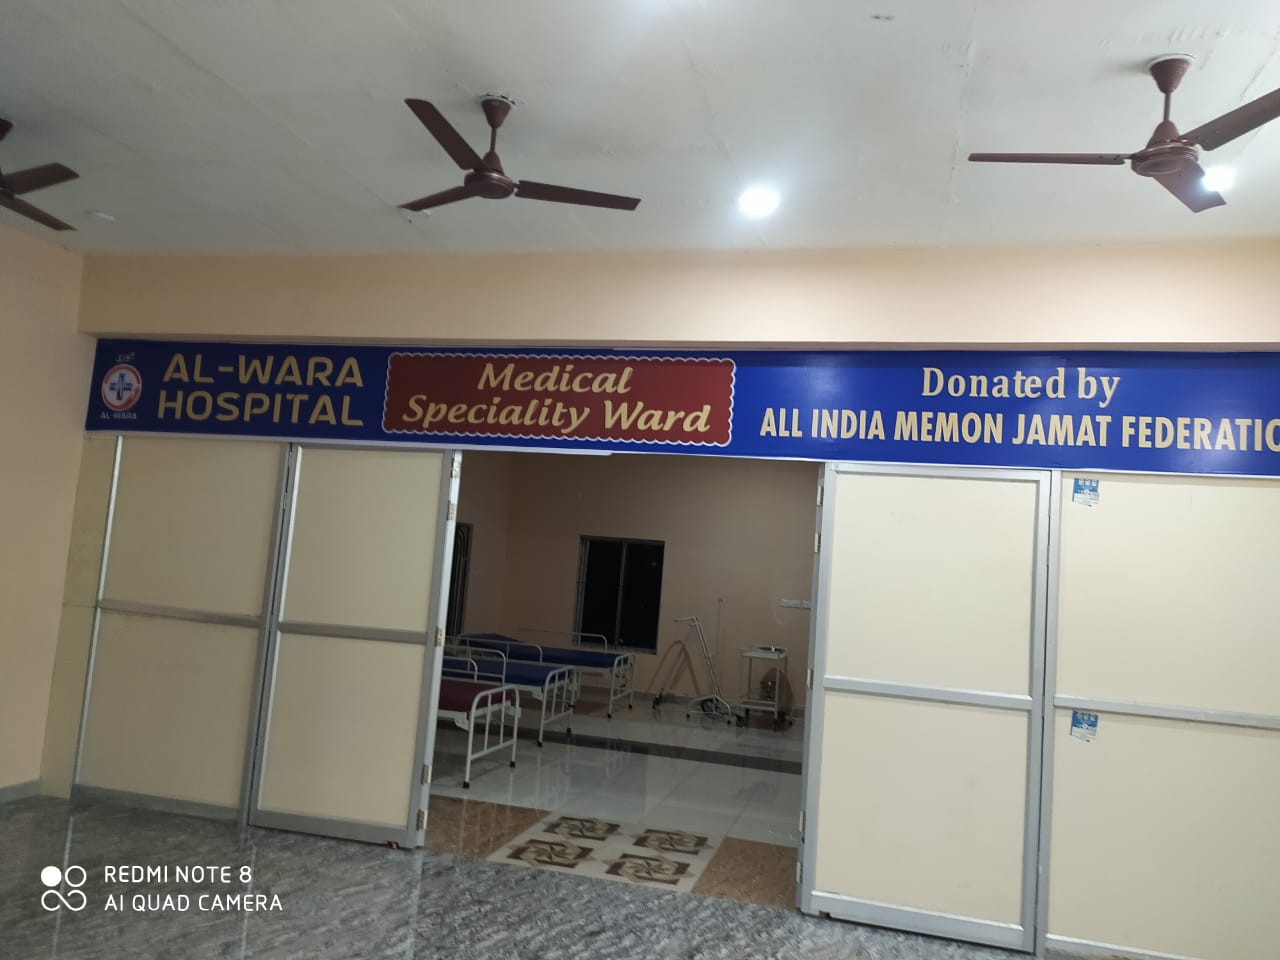 AL-WARA
AL-WARA
HOSPITAL
Medical
Speciality Ward
Donated by
ALL INDIA MEMON JAMAT FEDERATIO
REDMI NOTE 8
AI QUAD CAMERA